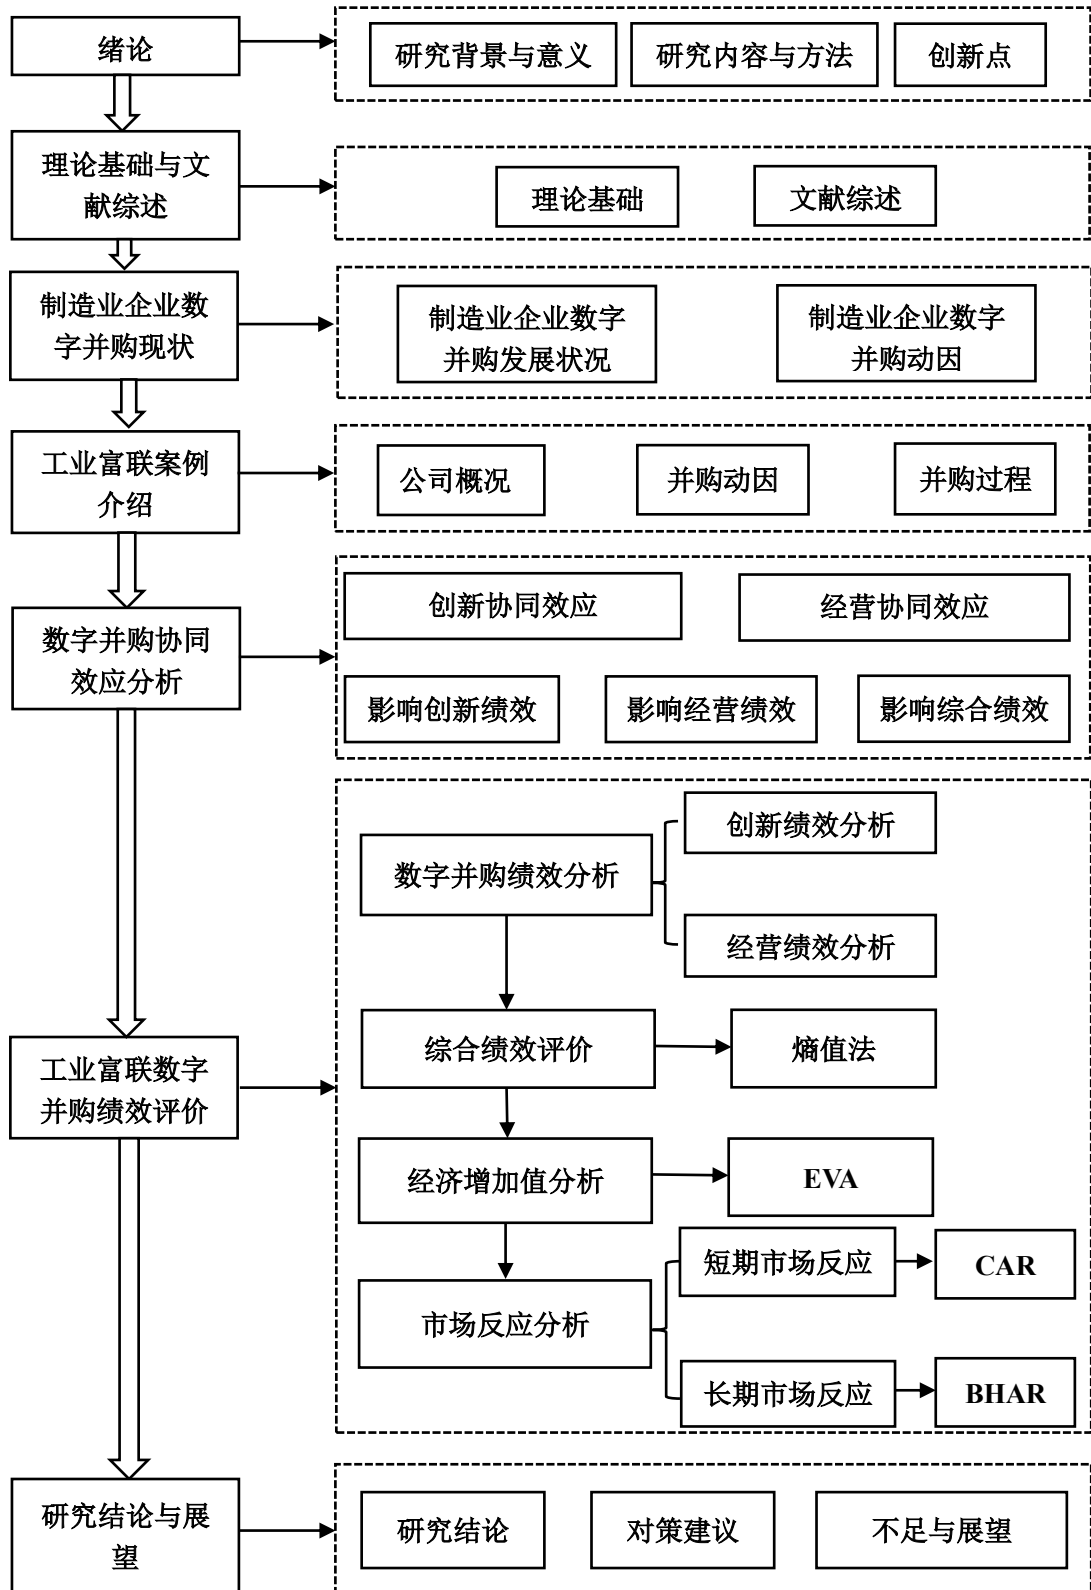 绪论
研究背景与意义
研究内容与方法
创新点
理论基础与文
献综述
理论基础
文献综述
制造业企业数
字并购现状
制造业企业数字
并购发展状况
制造业企业数字
并购动因
工业富联案例
介绍
公司概况
并购动因
并购过程
数字并购协同
效应分析
创新协同效应
经营协同效应
影响创新绩效
影响经营绩效
影响综合绩效
工业富联数字
并购绩效评价
数字并购绩效分析
创新绩效分析
经营绩效分析
综合绩效评价
熵值法
经济增加值分析
EVA
市场反应分析
短期市场反应
CAR
长期市场反应
BHAR
研究结论与展
望
研究结论
对策建议
不足与展望